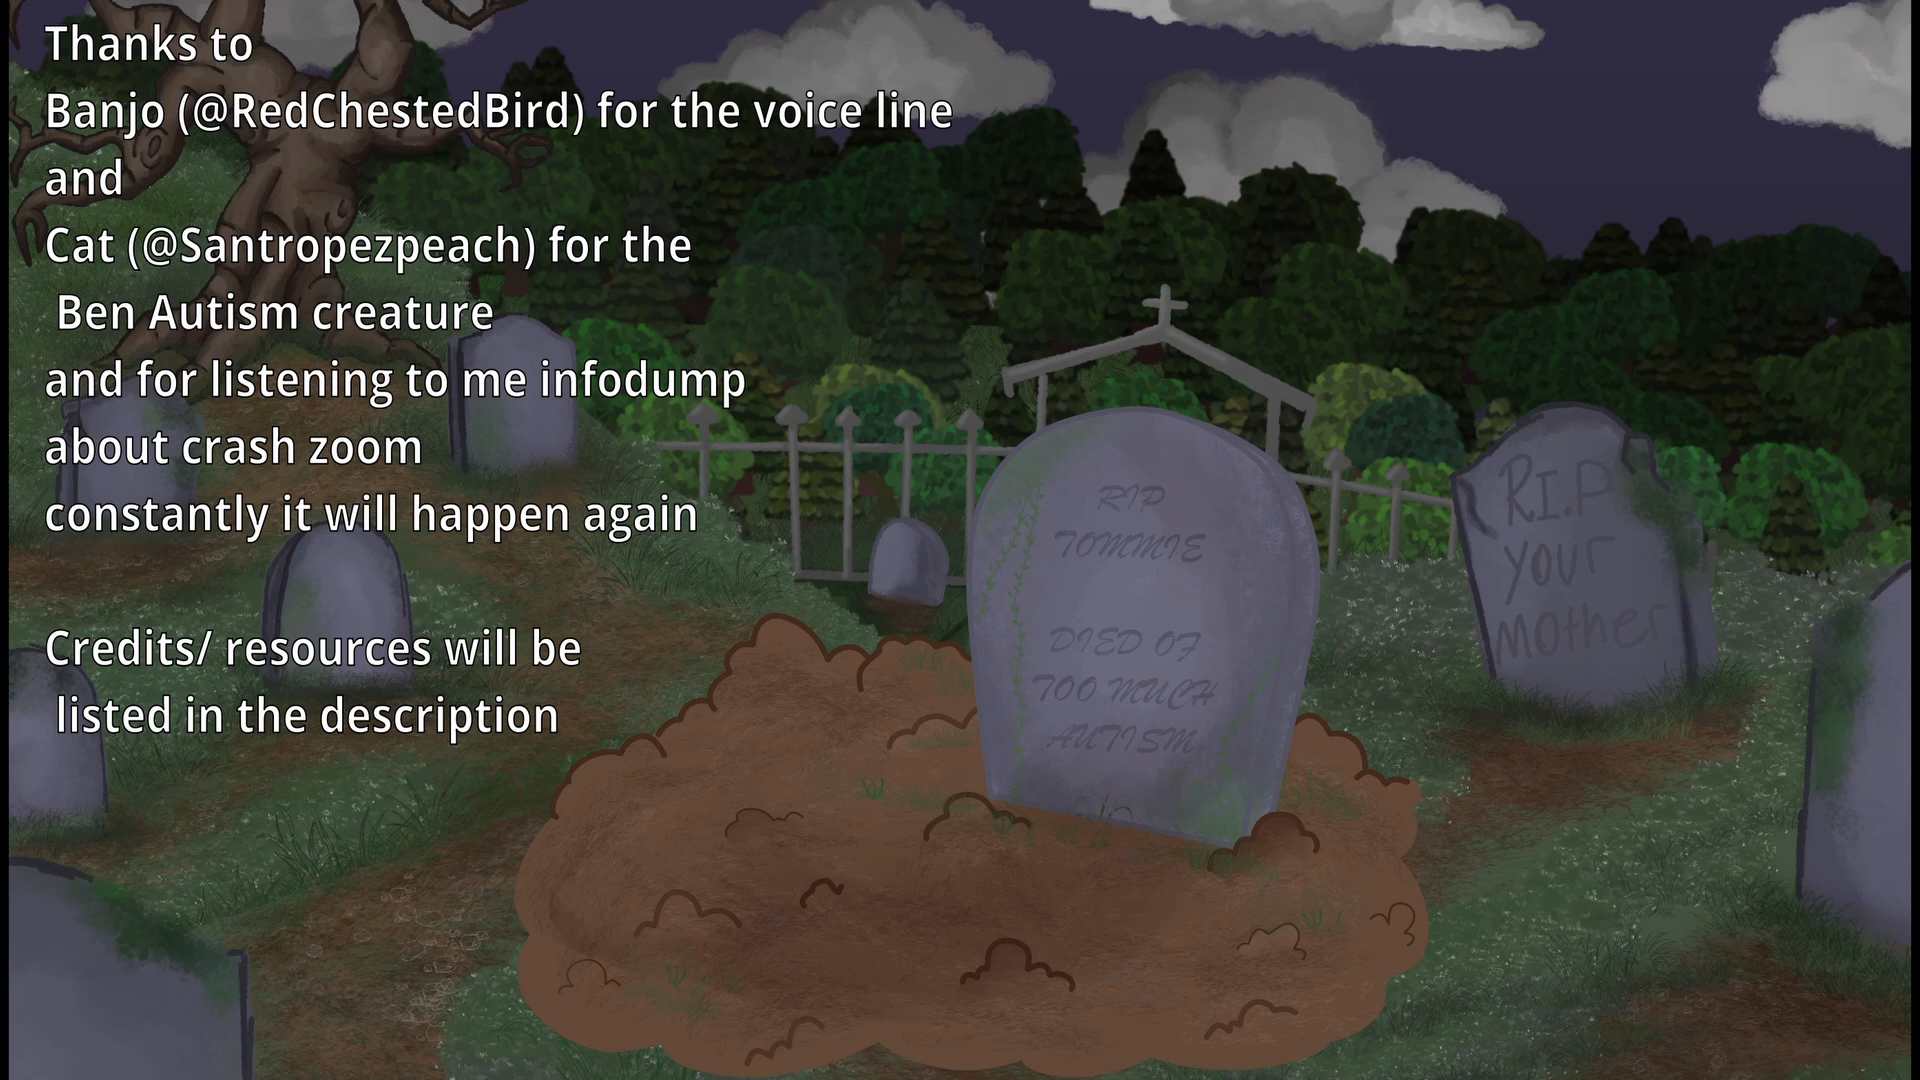 Thanks to
Banjo (@RedChestedBird) for the voice line
and
Cat (@Santropezpeach) for the
Ben Autism creature
and for listening to me infodump
about crash zoom
constantly it will happen again
Credits/ resources will be
listed in the description
RIP
TOMMIE
DIED OF
TOO MUCH
AUTISM
R.I.P
your
mother